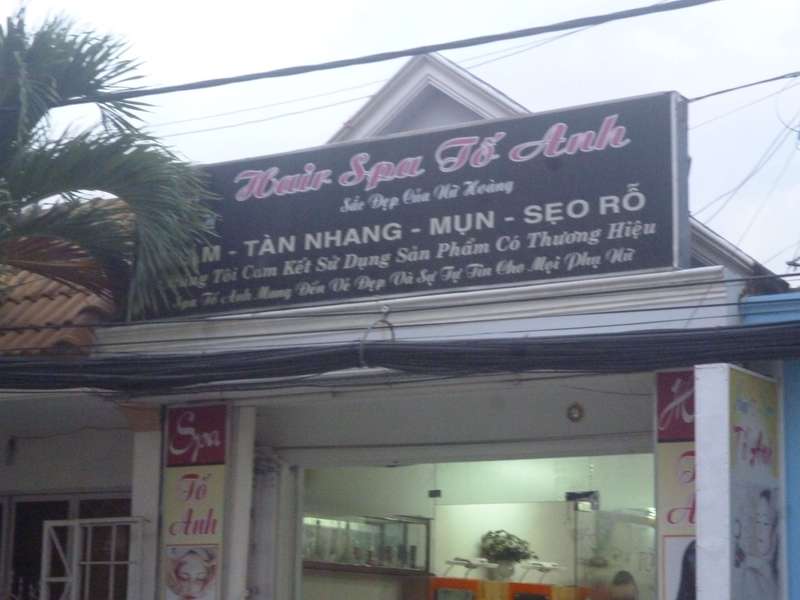 Hair Spa Tố Anh
Sắc Đẹp Của Nữ Hoàng
- TÀN NHANG - MỤN - SẸO RỖ
Tôi Cam Kết Sử Dụng Sản Phẩm Có Thương Hiệu
Spa Tố Anh Mang Đến Vẻ Đẹp Và Sự Tự Tin Cho Mọi Phụ Nữ
Spa
Tố
Anh
H
T
A
Tố Anh